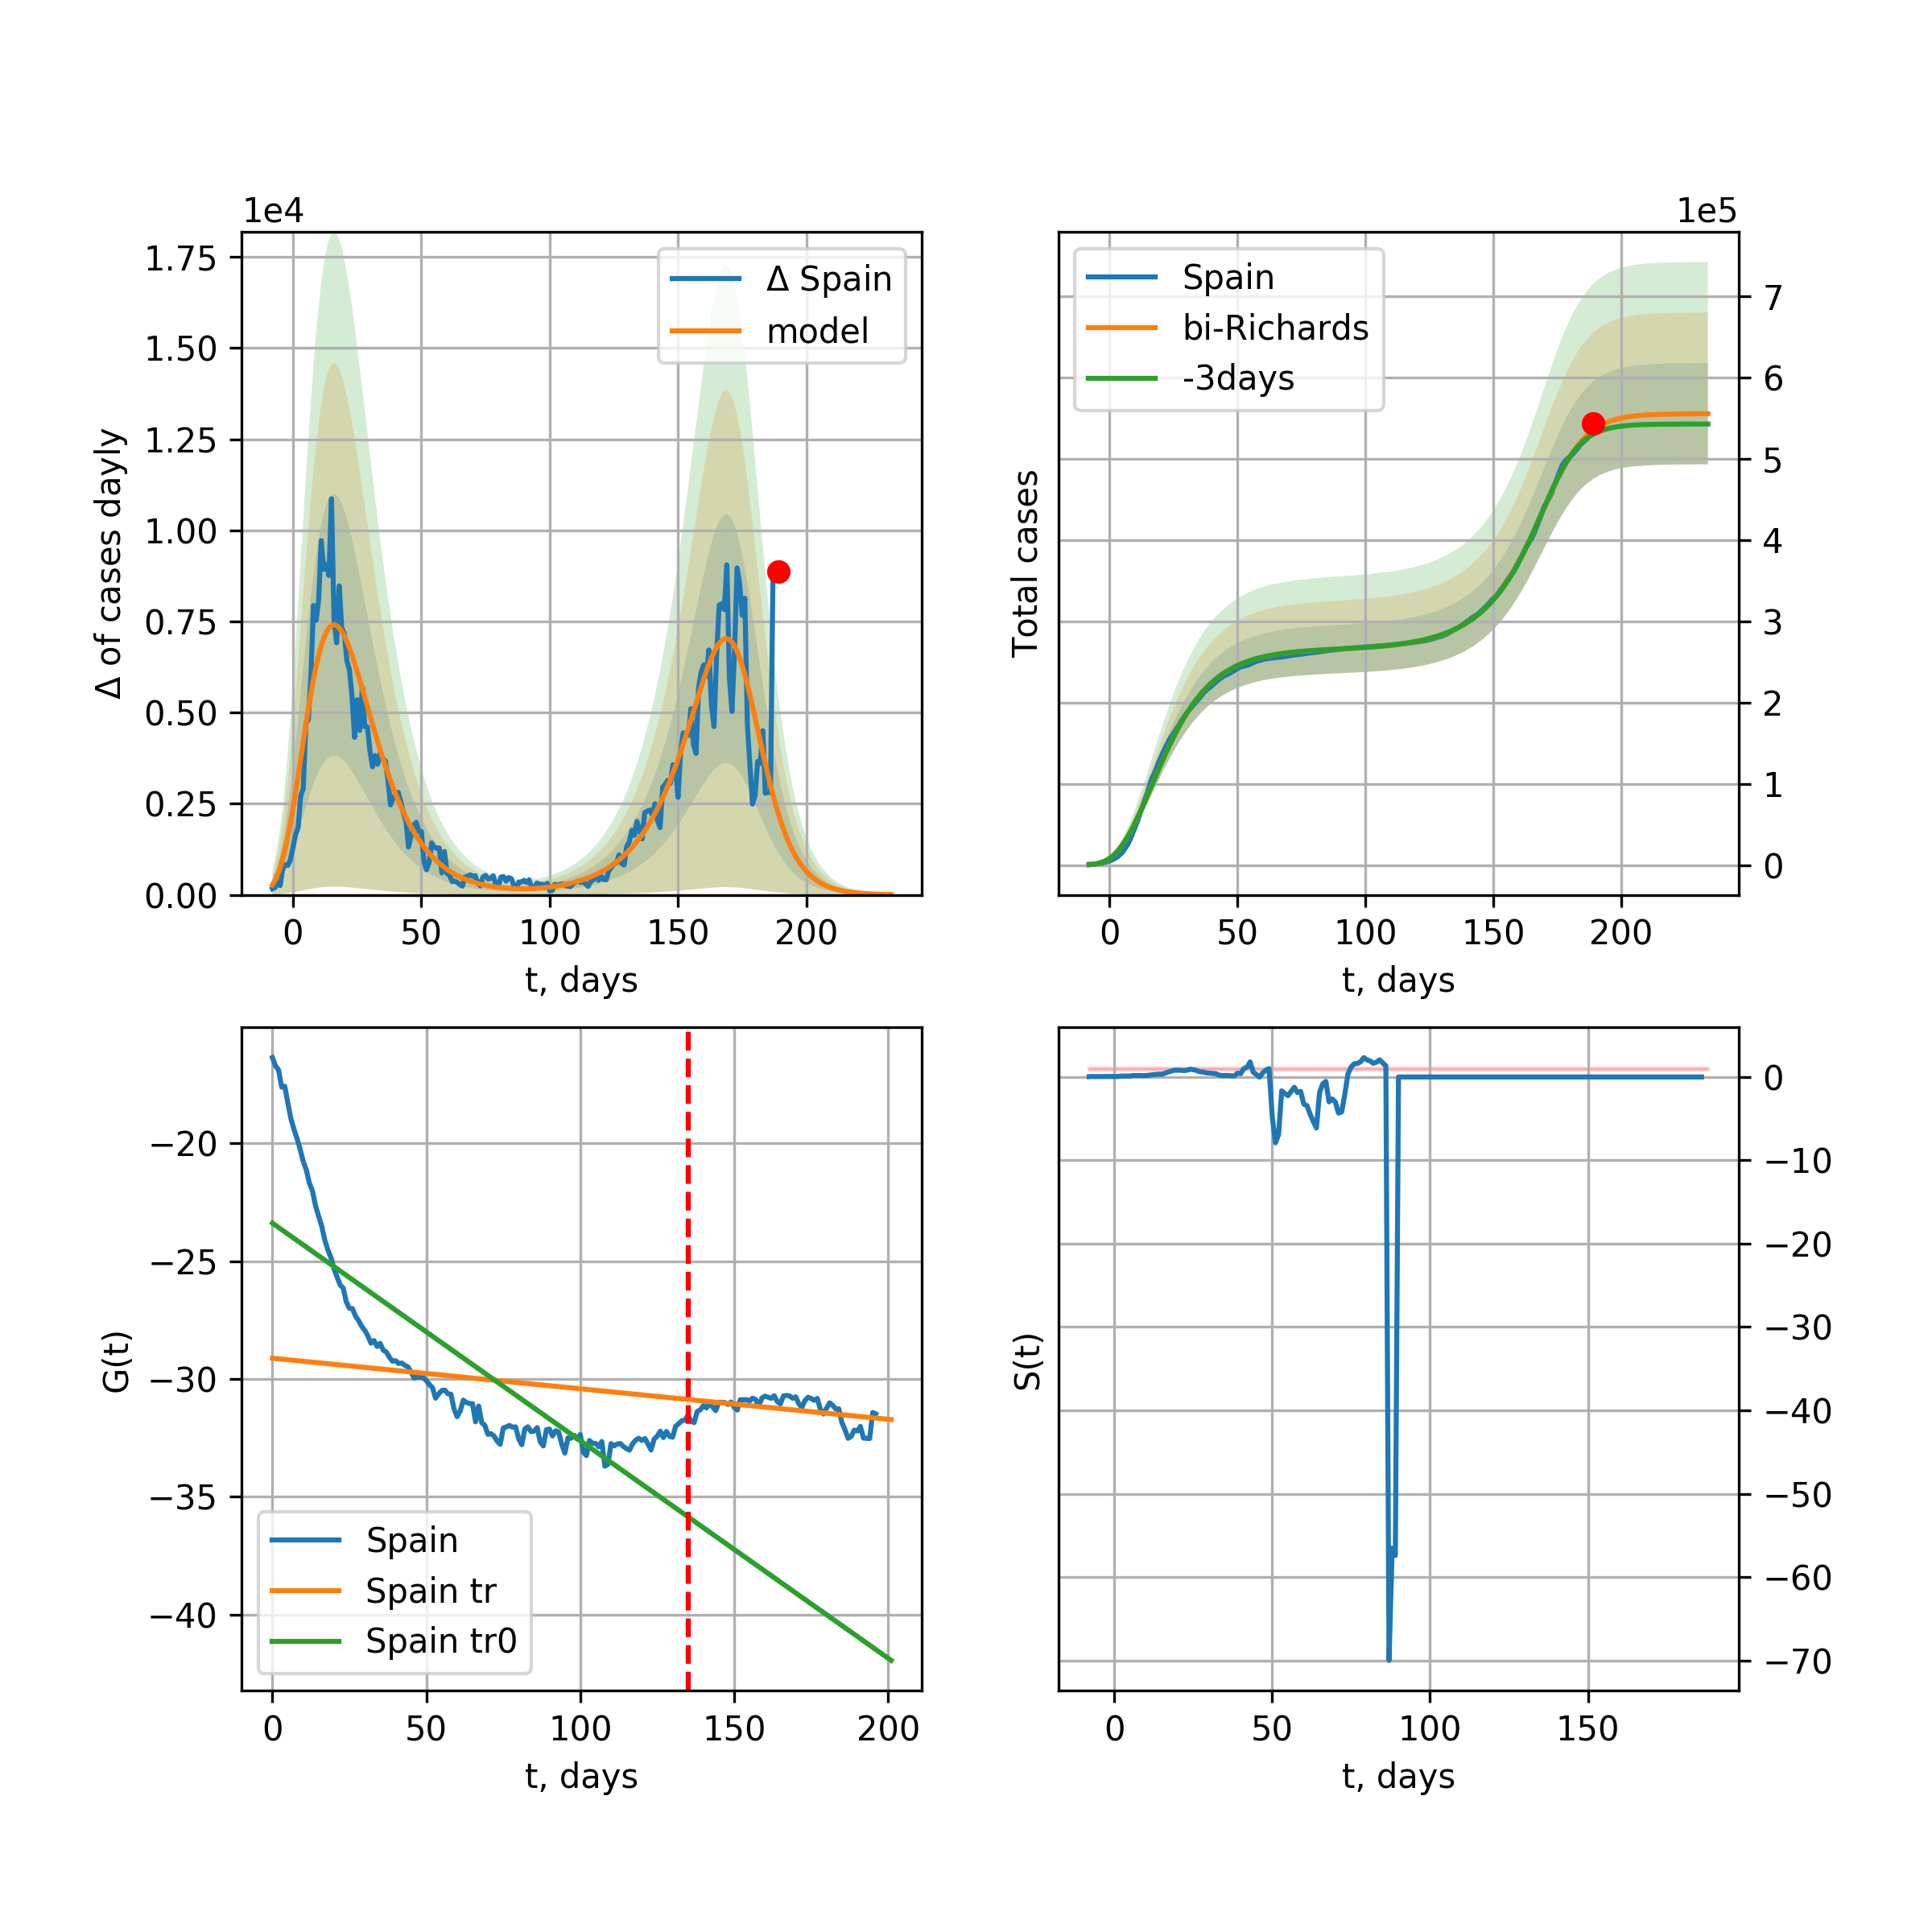 1e4
1.75
1.50
1.25
1.00
0.75
0.50
0.25
0.00
Δ of cases dayly
Δ Spain
model
0 50 100 150 200
t, days
1e5
Spain
bi-Richards
-3days
7
6
5
4
3
2
1
0
Total cases
0 50 100 150 200
t, days
−20
−25
−30
−35
−40
G(t)
Spain
Spain tr
Spain tr0
0 50 100 150 200
t, days
0
−10
−20
−30
−40
−50
−60
−70
S(t)
0 50 100 150
t, days